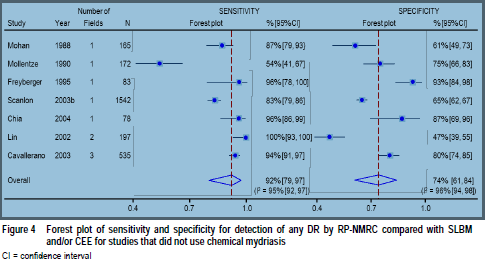 SENSITIVITY SPECIFICITY
Number of
Study Year Fields N Forest plot % [95%CI] Forest plot % [95%CI]
Mohan 1988 1 165 87% [79, 93] 61% [49, 73]
Mollentze 1990 1 172 54% [41, 67] 75% [66, 83]
Freyberger 1995 1 83 96% [78, 100] 93% [84, 98]
Scanlon 2003b 1 1542 83% [79, 86] 65% [62, 67]
Chia 2004 1 78 96% [86, 99] 87% [69, 96]
Lin 2002 2 197 100% [93, 100] 47% [39, 55]
Cavallerano 2003 3 535 94% [91, 97] 80% [74, 85]
Overall 92% [79, 97] 74% [61, 84]
(I² = 95% [92, 97]) (I² = 96% [94, 98])
0.4 0.7 1.0 0.4 0.7 1.0
Figure 4 Forest plot of sensitivity and specificity for detection of any DR by RP-NMRC compared with SLBM
and/or CEE for studies that did not use chemical mydriasis
CI = confidence interval